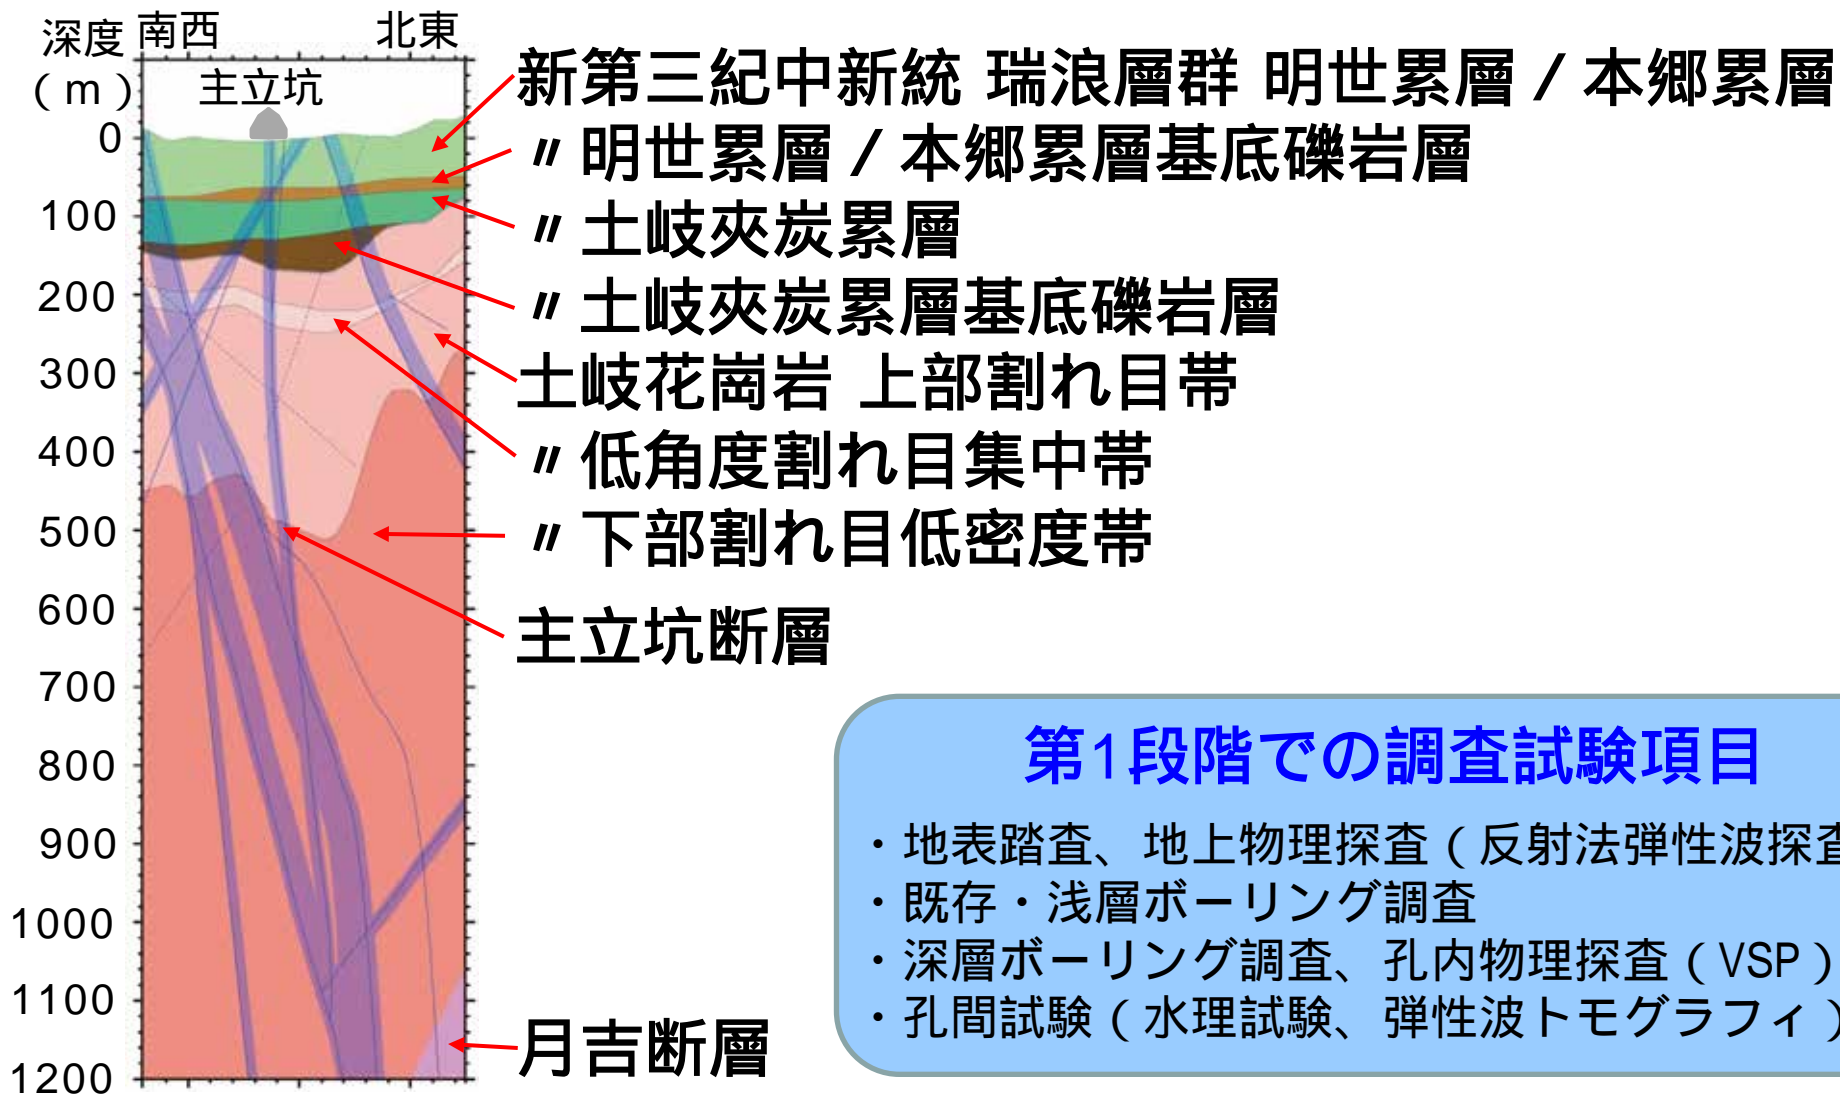 深度
(m)
南西
北東
主立坑
0
100
200
300
400
500
600
700
800
900
1000
1100
1200
新第三紀中新統 瑞浪層群 明世累層/本郷累層
〃明世累層/本郷累層基底礫岩層
〃土岐夾炭累層
〃土岐夾炭累層基底礫岩層
土岐花崗岩 上部割れ目帯
〃低角度割れ目集中帯
〃下部割れ目低密度帯
主立坑断層
月吉断層
第1段階での調査試験項目
・地表踏査、地上物理探査(反射法弾性波探査
・既存・浅層ボーリング調査
・深層ボーリング調査、孔内物理探査(VSP)
・孔間試験(水理試験、弾性波トモグラフィ)